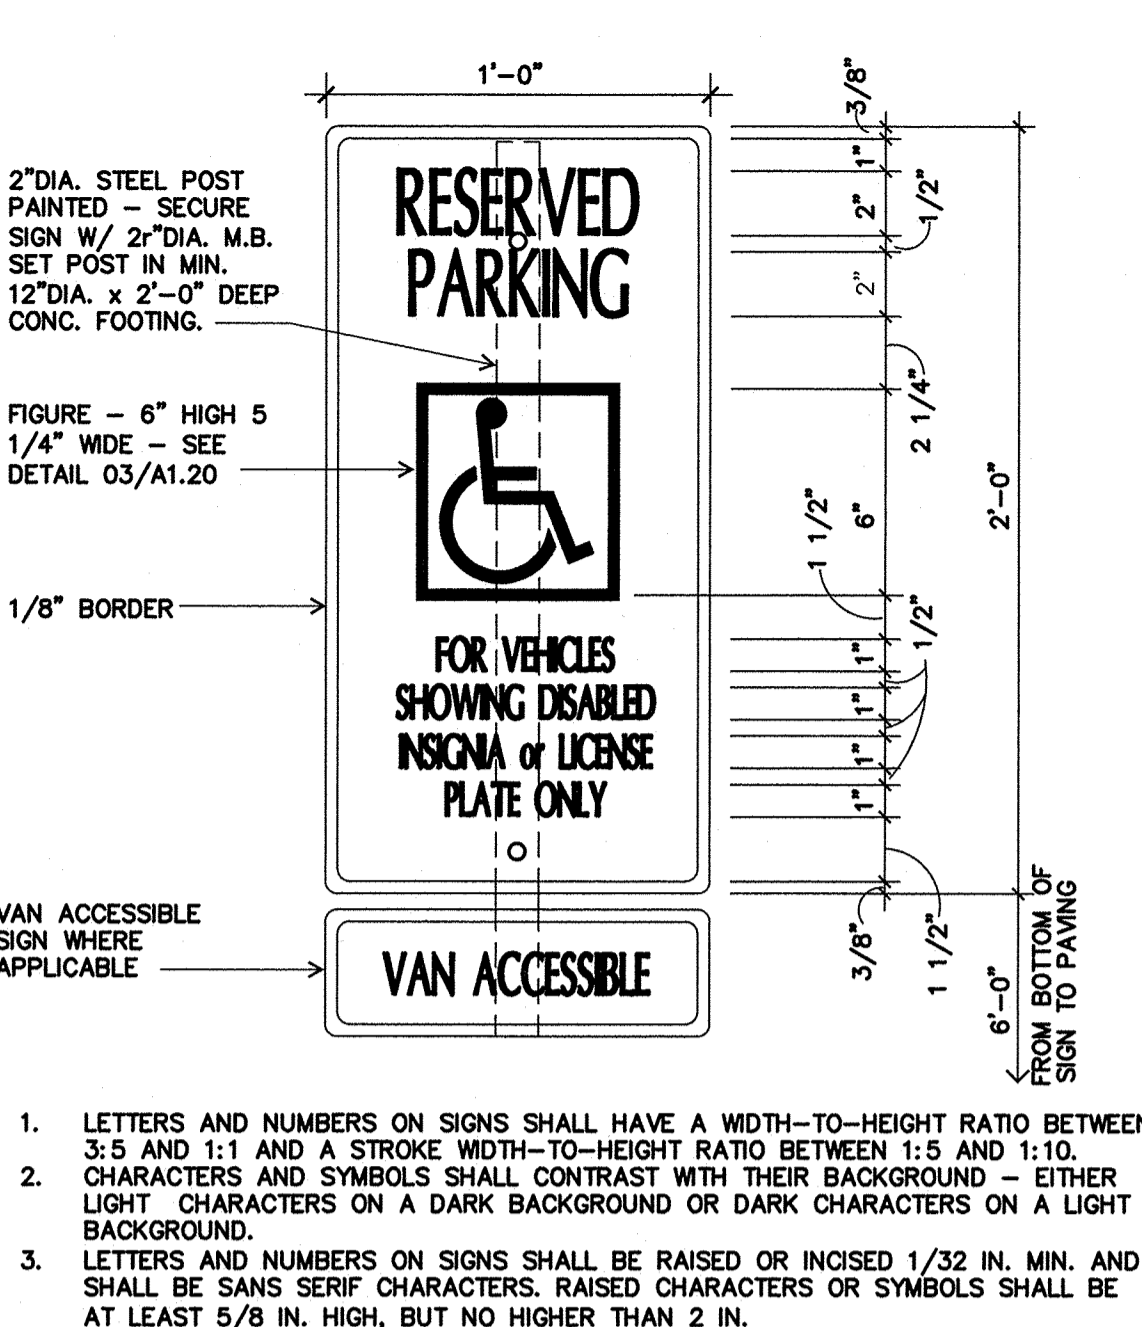 1'-0"
3/8"
1"
2"
1/2"
2"
2 1/4"
6"
1 1/2"
1"
1/2"
1"
1"
1"
3/8"
1 1/2"
2'-0"
6'-0"
FROM BOTTOM OF
SIGN TO PAVING
2"DIA. STEEL POST
PAINTED – SECURE
SIGN W/ 2r"DIA. M.B.
SET POST IN MIN.
12"DIA. x 2'-0" DEEP
CONC. FOOTING.
FIGURE – 6" HIGH 5
1/4" WIDE – SEE
DETAIL 03/A1.20
1/8" BORDER
VAN ACCESSIBLE
SIGN WHERE
APPLICABLE
RESERVED
PARKING
FOR VEHICLES
SHOWING DISABLED
INSIGNIA or LICENSE
PLATE ONLY
VAN ACCESSIBLE
1. LETTERS AND NUMBERS ON SIGNS SHALL HAVE A WIDTH–TO–HEIGHT RATIO BETWEEN
3:5 AND 1:1 AND A STROKE WIDTH–TO–HEIGHT RATIO BETWEEN 1:5 AND 1:10.
2. CHARACTERS AND SYMBOLS SHALL CONTRAST WITH THEIR BACKGROUND – EITHER
LIGHT CHARACTERS ON A DARK BACKGROUND OR DARK CHARACTERS ON A LIGHT
BACKGROUND.
3. LETTERS AND NUMBERS ON SIGNS SHALL BE RAISED OR INCISED 1/32 IN. MIN. AND
SHALL BE SANS SERIF CHARACTERS. RAISED CHARACTERS OR SYMBOLS SHALL BE
AT LEAST 5/8 IN. HIGH, BUT NO HIGHER THAN 2 IN.